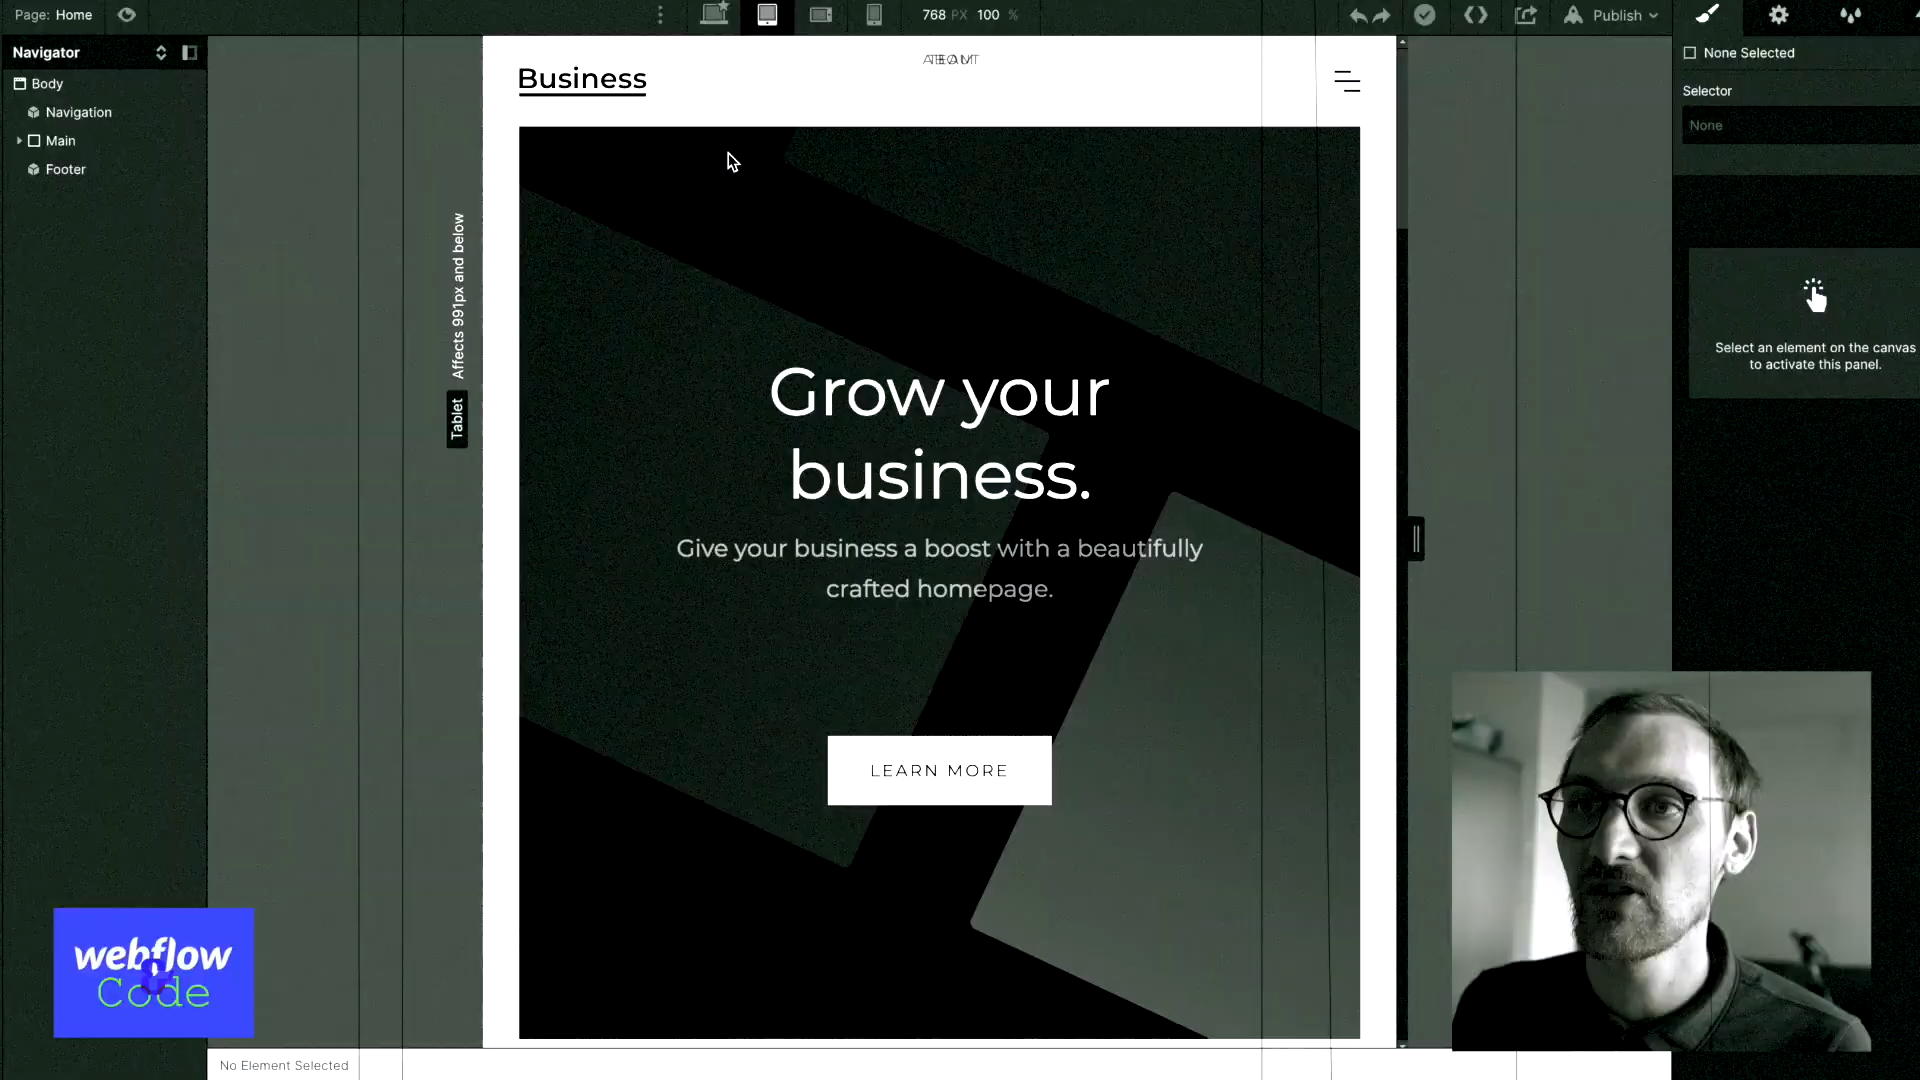 Page: Home
768 PX 100 %
Publish
Navigator
Body
Navigation
Main
Footer
Affects 991px and below
Tablet
Business
Grow your
business.
Give your business a boost with a beautifully
crafted homepage.
LEARN MORE
None Selected
Selector
None
Select an element on the canvas
to activate this panel.
webflow
&
Code
No Element Selected